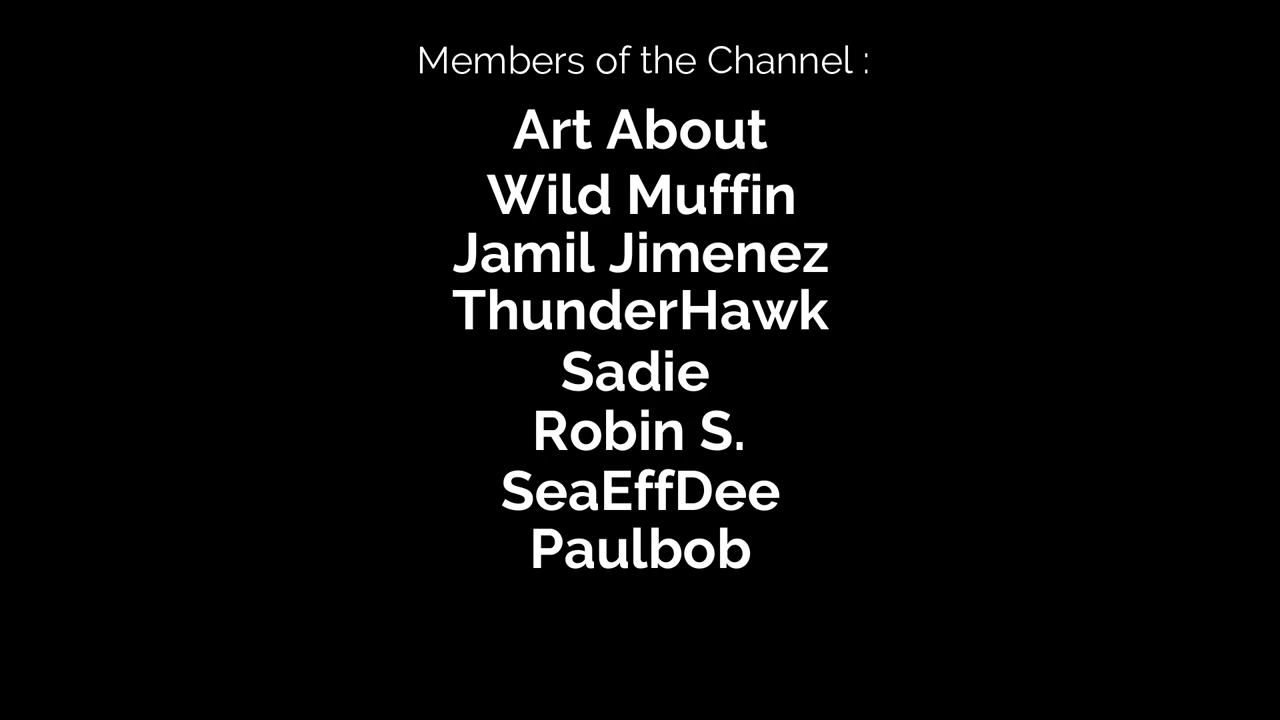 Members of the Channel :
Art About
Wild Muffin
Jamil Jimenez
ThunderHawk
Sadie
Robin S.
SeaEffDee
Paulbob